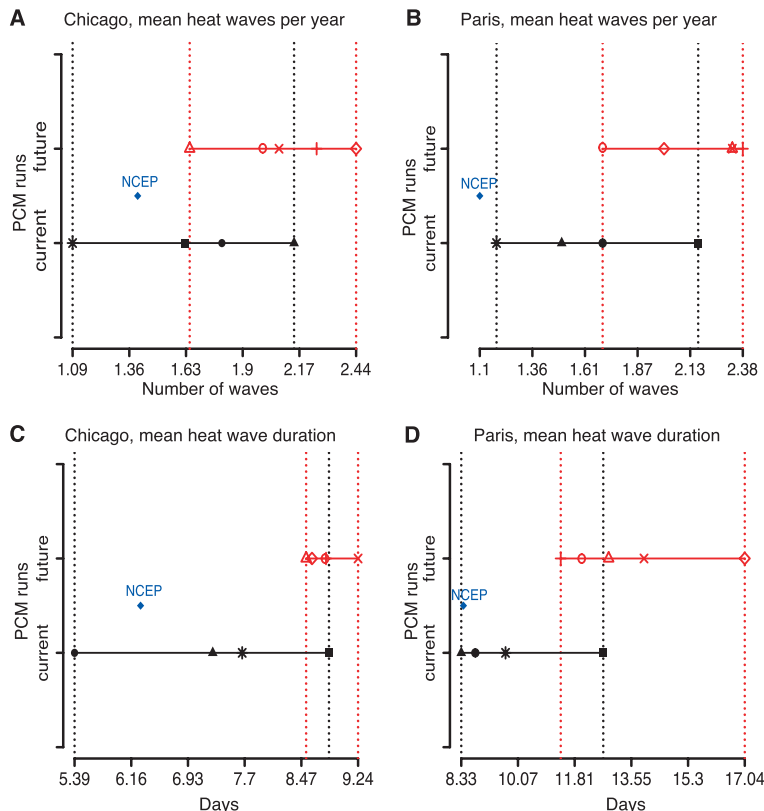 A Chicago, mean heat waves per year
PCM runs
current future
NCEP
1.09 1.36 1.63 1.9 2.17 2.44
Number of waves
B Paris, mean heat waves per year
PCM runs
current future
NCEP
1.1 1.36 1.61 1.87 2.13 2.38
Number of waves
C Chicago, mean heat wave duration
PCM runs
current future
NCEP
5.39 6.16 6.93 7.7 8.47 9.24
Days
D Paris, mean heat wave duration
PCM runs
current future
NCEP
8.33 10.07 11.81 13.55 15.3 17.04
Days